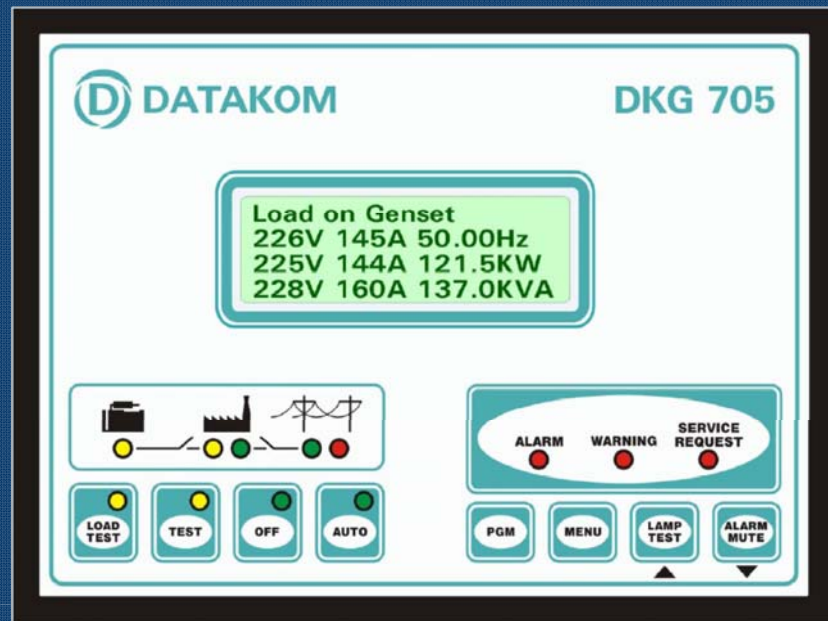 DATAKOM
DKG 705
Load on Genset
226V 145A 50.00Hz
225V 144A 121.5KW
228V 160A 137.0KVA
ALARM
WARNING
SERVICE
REQUEST
LOAD
TEST
TEST
OFF
AUTO
PGM
MENU
LAMP
TEST
ALARM
MUTE